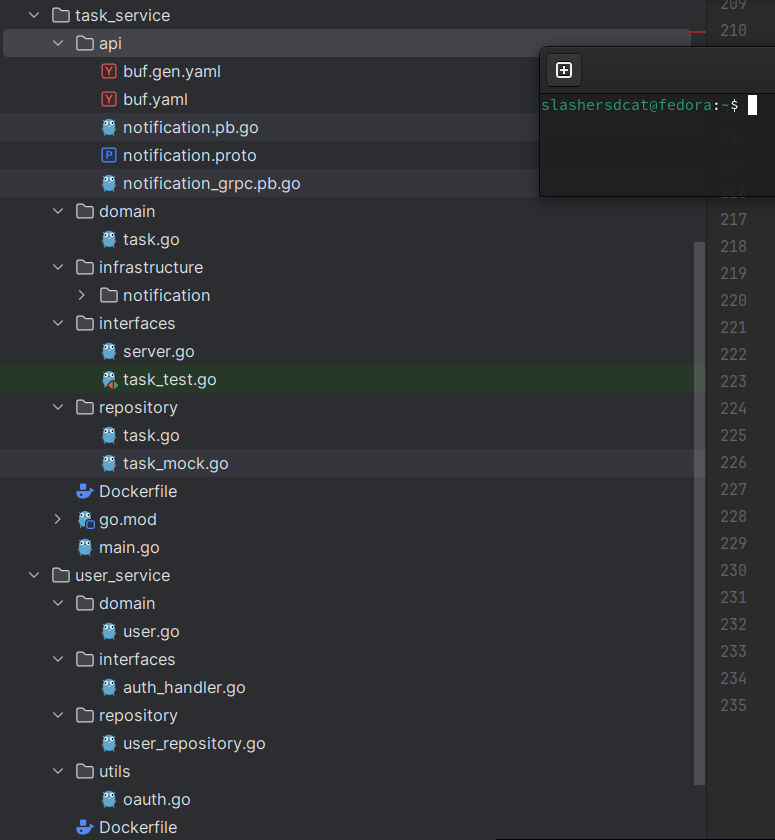 task_service
api
buf.gen.yaml
buf.yaml
notification.pb.go
notification.proto
notification_grpc.pb.go
domain
task.go
infrastructure
notification
interfaces
server.go
task_test.go
repository
task.go
task_mock.go
Dockerfile
go.mod
main.go
user_service
domain
user.go
interfaces
auth_handler.go
repository
user_repository.go
utils
oauth.go
Dockerfile
209
210
slashersdcat@fedora:~$
217
218
219
220
221
222
223
224
225
226
227
228
229
230
231
232
233
234
235